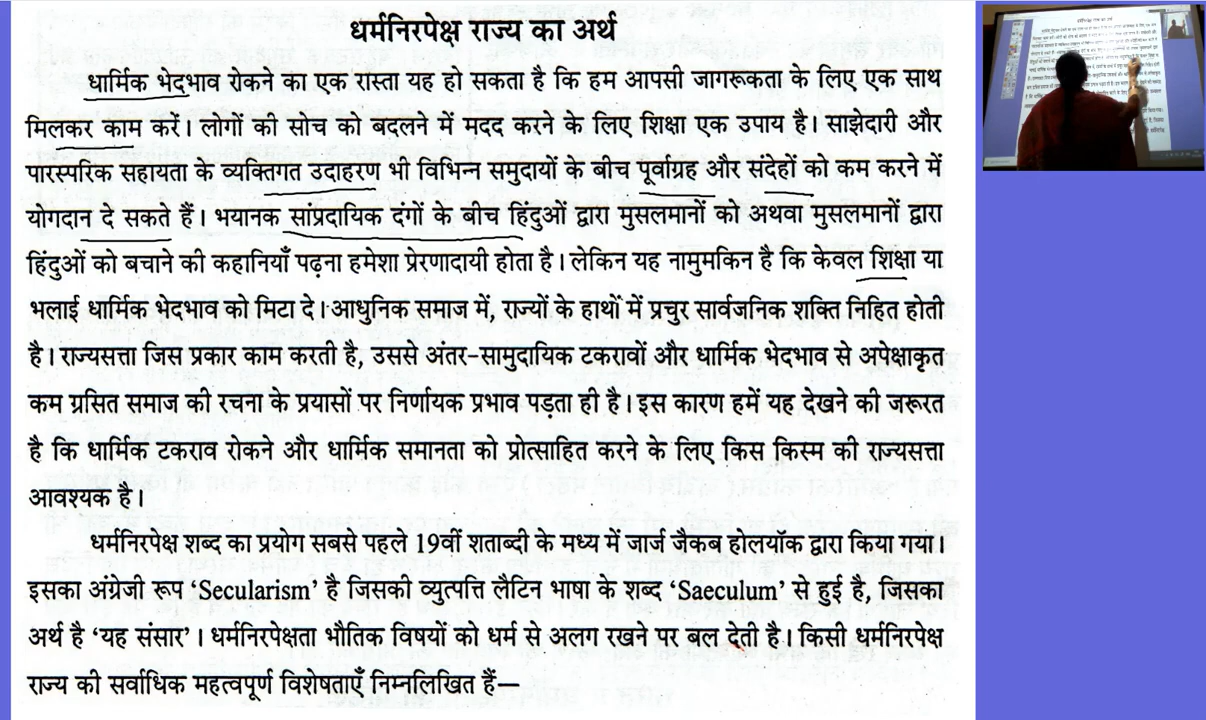 धर्मनिरपेक्ष राज्य का अर्थ
धार्मिक भेदभाव रोकने का एक रास्ता यह हो सकता है कि हम आपसी जागरूकता के लिए एक साथ
मिलकर काम करें। लोगों की सोच को बदलने में मदद करने के लिए शिक्षा एक उपाय है। साझेदारी और
पारस्परिक सहायता के व्यक्तिगत उदाहरण भी विभिन्न समुदायों के बीच पूर्वाग्रह और संदेहों को कम करने में
योगदान दे सकते हैं। भयानक सांप्रदायिक दंगों के बीच हिंदुओं द्वारा मुसलमानों को अथवा मुसलमानों द्वारा
हिंदुओं को बचाने की कहानियाँ पढ़ना हमेशा प्रेरणादायी होता है। लेकिन यह नामुमकिन है कि केवल शिक्षा या
भलाई धार्मिक भेदभाव को मिटा दे। आधुनिक समाज में, राज्यों के हाथों में प्रचुर सार्वजनिक शक्ति निहित होती
है। राज्यसत्ता जिस प्रकार काम करती है, उससे अंतर-सामुदायिक टकरावों और धार्मिक भेदभाव से अपेक्षाकृत
कम ग्रसित समाज की रचना के प्रयासों पर निर्णायक प्रभाव पड़ता ही है। इस कारण हमें यह देखने की जरूरत
है कि धार्मिक टकराव रोकने और धार्मिक समानता को प्रोत्साहित करने के लिए किस किस्म की राज्यसत्ता
आवश्यक है।
धर्मनिरपेक्ष शब्द का प्रयोग सबसे पहले 19वीं शताब्दी के मध्य में जार्ज जैकब होलयॉक द्वारा किया गया।
इसका अंग्रेजी रूप ‘Secularism’ है जिसकी व्युत्पत्ति लैटिन भाषा के शब्द ‘Saeculum’ से हुई है, जिसका
अर्थ है ‘यह संसार’। धर्मनिरपेक्षता भौतिक विषयों को धर्म से अलग रखने पर बल देती है। किसी धर्मनिरपेक्ष
राज्य की सर्वाधिक महत्वपूर्ण विशेषताएँ निम्नलिखित हैं—